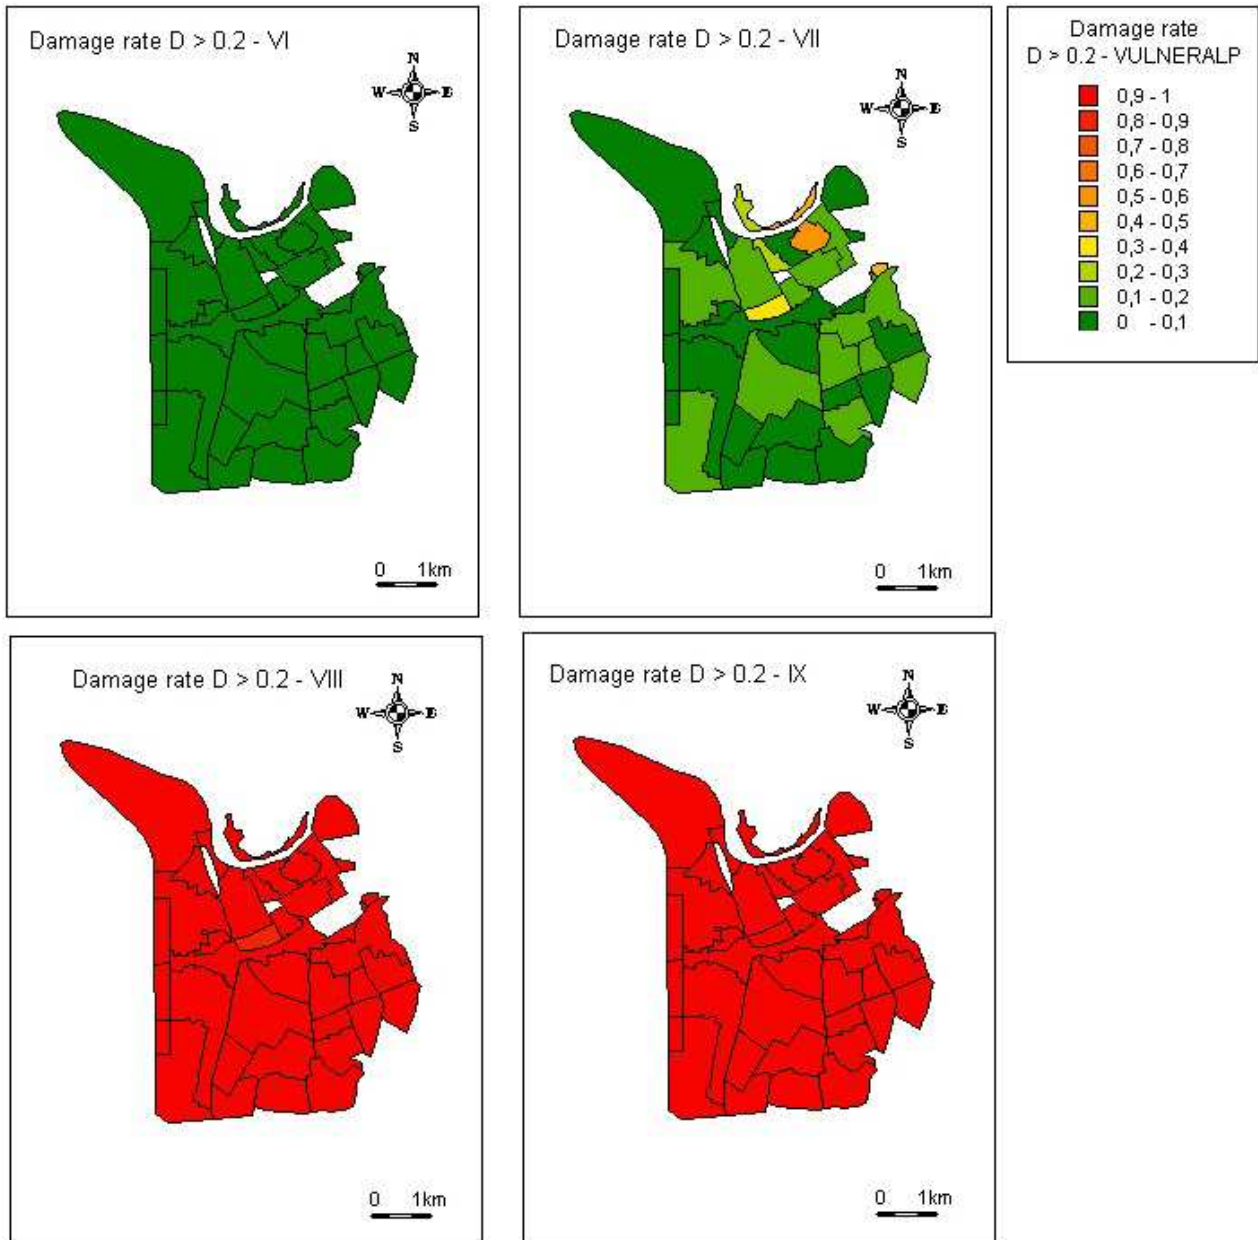 Damage rate D > 0.2 - VI
N
W E
S
0 1km
Damage rate D > 0.2 - VII
N
W E
S
0 1km
Damage rate
D > 0.2 - VULNERALP
0,9 - 1
0,8 - 0,9
0,7 - 0,8
0,6 - 0,7
0,5 - 0,6
0,4 - 0,5
0,3 - 0,4
0,2 - 0,3
0,1 - 0,2
0 - 0,1
Damage rate D > 0.2 - VIII
N
W E
S
0 1km
Damage rate D > 0.2 - IX
N
W E
S
0 1km